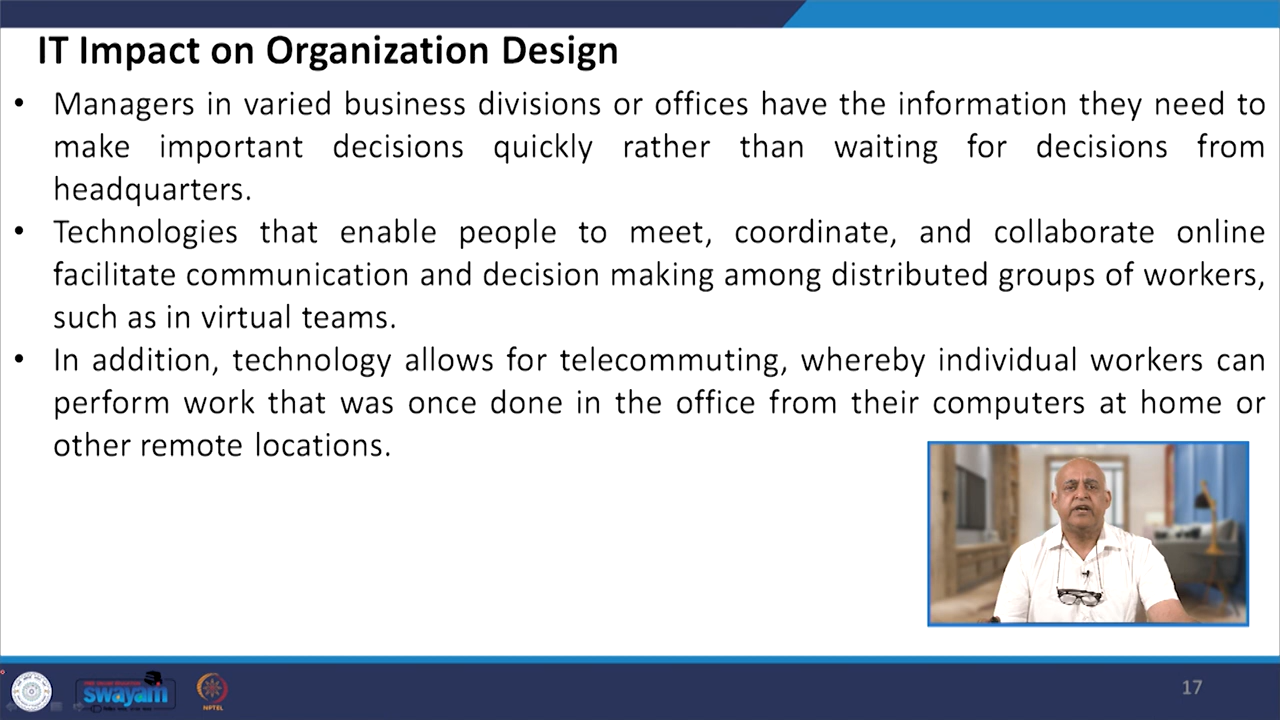 IT Impact on Organization Design
• Managers in varied business divisions or offices have the information they need to
make important decisions quickly rather than waiting for decisions from
headquarters.
• Technologies that enable people to meet, coordinate, and collaborate online
facilitate communication and decision making among distributed groups of workers,
such as in virtual teams.
• In addition, technology allows for telecommuting, whereby individual workers can
perform work that was once done in the office from their computers at home or
other remote locations.
swayam
NPTEL
17